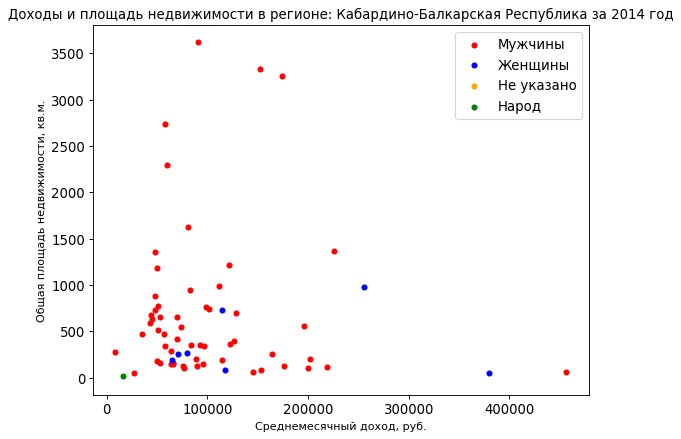 Доходы и площадь недвижимости в регионе: Кабардино-Балкарская Республика за 2014 год
Мужчины
Женщины
Не указано
Народ
Общая площадь недвижимости, кв.м.
3500
3000
2500
2000
1500
1000
500
0
0 100000 200000 300000 400000
Среднемесячный доход, руб.